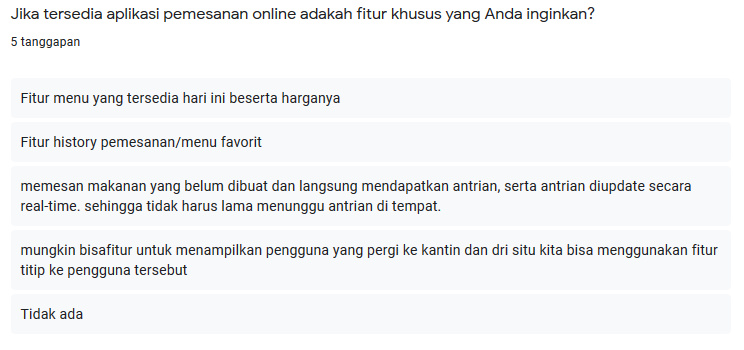 Jika tersedia aplikasi pemesanan online adakah fitur khusus yang Anda inginkan?
5 tanggapan
Fitur menu yang tersedia hari ini beserta harganya
Fitur history pemesanan/menu favorit
memesan makanan yang belum dibuat dan langsung mendapatkan antrian, serta antrian diupdate secara
real-time. sehingga tidak harus lama menunggu antrian di tempat.
mungkin bisafitur untuk menampilkan pengguna yang pergi ke kantin dan dri situ kita bisa menggunakan fitur
titip ke pengguna tersebut
Tidak ada